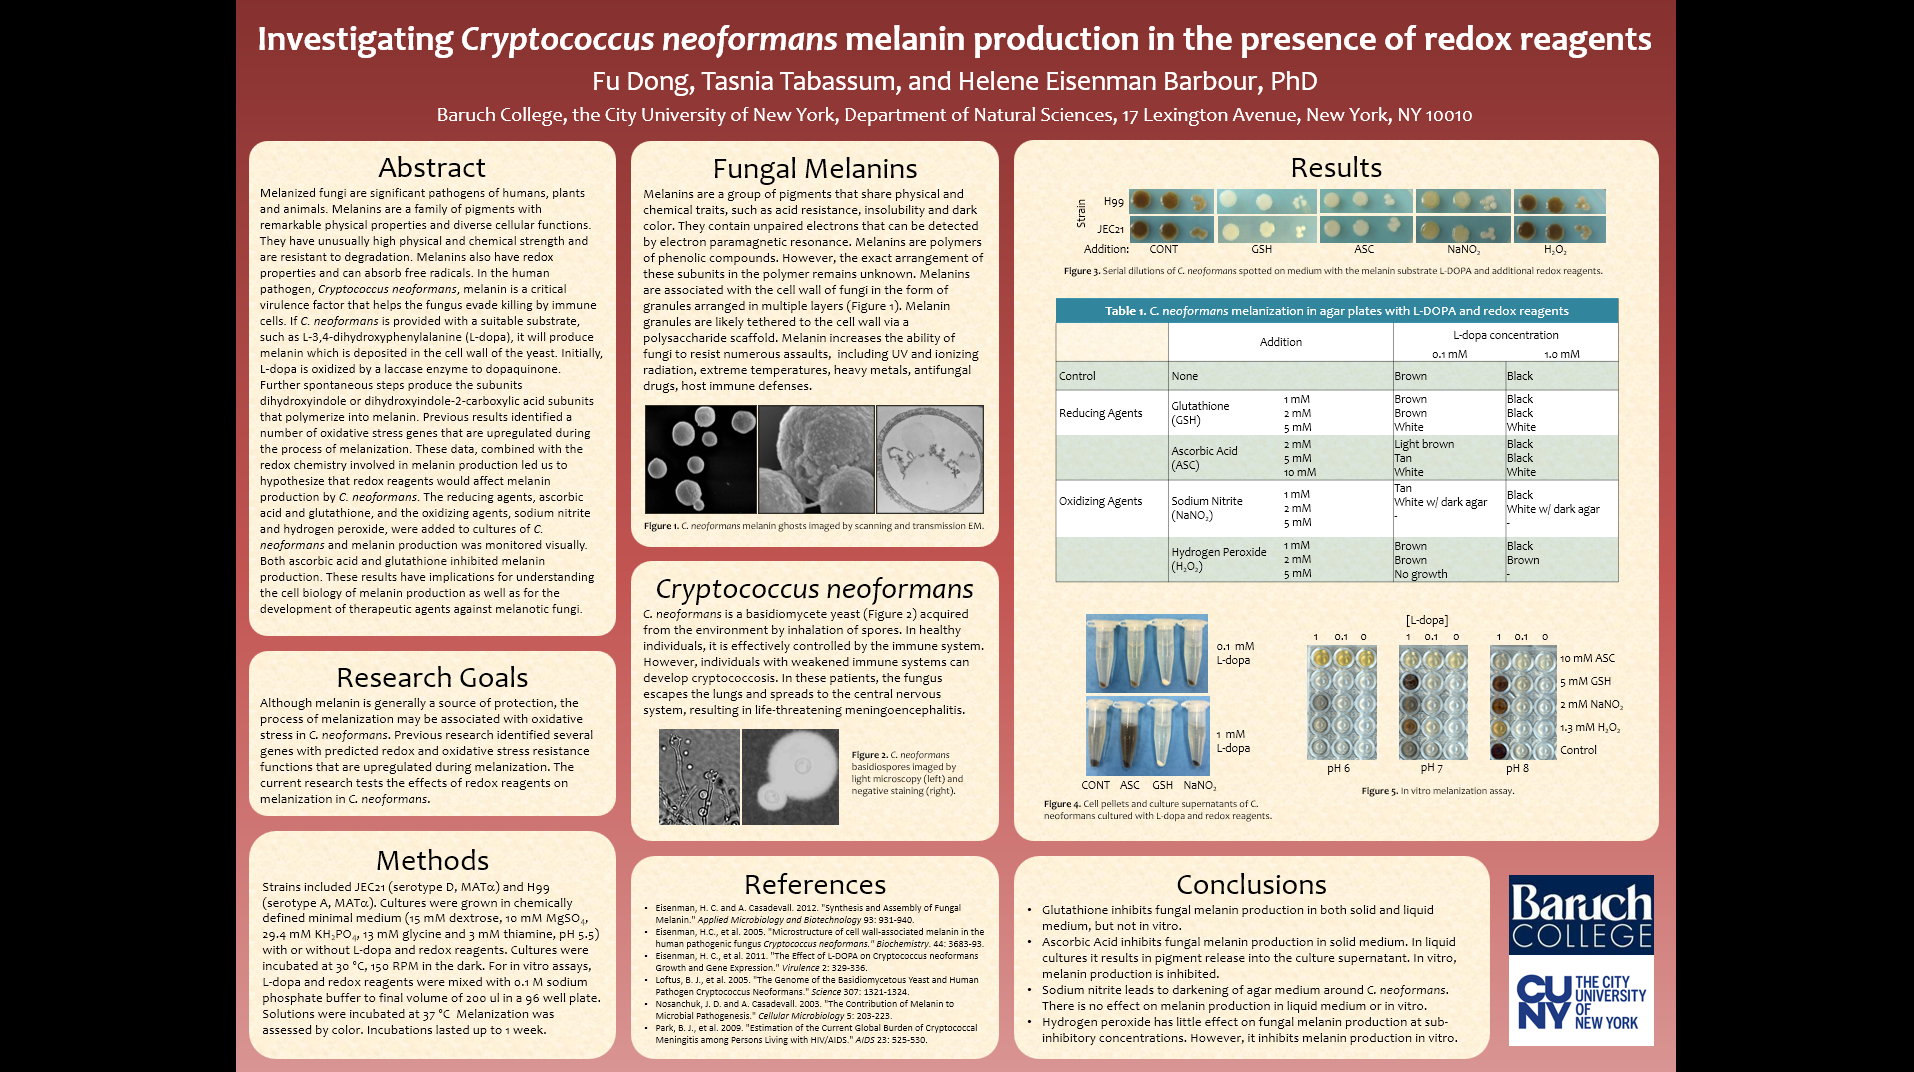 Investigating Cryptococcus neoformans melanin production in the presence of redox reagents
Fu Dong, Tasnia Tabassum, and Helene Eisenman Barbour, PhD
Baruch College, the City University of New York, Department of Natural Sciences, 17 Lexington Avenue, New York, NY 10010
Abstract
Melanized fungi are significant pathogens of humans, plants
and animals. Melanins are a family of pigments with
remarkable physical properties and diverse cellular functions.
They have unusually high physical and chemical strength and
are resistant to degradation. Melanins also have redox
properties and can absorb free radicals. In the human
pathogen, Cryptococcus neoformans, melanin is a critical
virulence factor that helps the fungus evade killing by immune
cells. If C. neoformans is provided with a suitable substrate,
such as L-3,4-dihydroxyphenylalanine (L-dopa), it will produce
melanin which is deposited in the cell wall of the yeast. Initially,
L-dopa is oxidized by a laccase enzyme to dopaquinone.
Further spontaneous steps produce the subunits
dihydroxyindole or dihydroxyindole-2-carboxylic acid subunits
that polymerize into melanin. Previous results identified a
number of oxidative stress genes that are upregulated during
the process of melanization. These data, combined with the
redox chemistry involved in melanin production led us to
hypothesize that redox reagents would affect melanin
production by C. neoformans. The reducing agents, ascorbic
acid and glutathione, and the oxidizing agents, sodium nitrite
and hydrogen peroxide, were added to cultures of C.
neoformans and melanin production was monitored visually.
Both ascorbic acid and glutathione inhibited melanin
production. These results have implications for understanding
the cell biology of melanin production as well as for the
development of therapeutic agents against melanotic fungi.
Research Goals
Although melanin is generally a source of protection, the
process of melanization may be associated with oxidative
stress in C. neoformans. Previous research identified several
genes with predicted redox and oxidative stress resistance
functions that are upregulated during melanization. The
current research tests the effects of redox reagents on
melanization in C. neoformans.
Methods
Strains included JEC21 (serotype D, MATα) and H99
(serotype A, MATα). Cultures were grown in chemically
defined minimal medium (15 mM dextrose, 10 mM MgSO₄,
29.4 mM KH₂PO₄, 13 mM glycine and 3 mM thiamine, pH 5.5)
with or without L-dopa and redox reagents. Cultures were
incubated at 30 °C, 150 RPM in the dark. For in vitro assays,
L-dopa and redox reagents were mixed with 0.1 M sodium
phosphate buffer to final volume of 200 ul in a 96 well plate.
Solutions were incubated at 37 °C Melanization was
assessed by color. Incubations lasted up to 1 week.
Fungal Melanins
Melanins are a group of pigments that share physical and
chemical traits, such as acid resistance, insolubility and dark
color. They contain unpaired electrons that can be detected
by electron paramagnetic resonance. Melanins are polymers
of phenolic compounds. However, the exact arrangement of
these subunits in the polymer remains unknown. Melanins
are associated with the cell wall of fungi in the form of
granules arranged in multiple layers (Figure 1). Melanin
granules are likely tethered to the cell wall via a
polysaccharide scaffold. Melanin increases the ability of
fungi to resist numerous assaults, including UV and ionizing
radiation, extreme temperatures, heavy metals, antifungal
drugs, host immune defenses.
Figure 1. C. neoformans melanin ghosts imaged by scanning and transmission EM.
Cryptococcus neoformans
C. neoformans is a basidiomycete yeast (Figure 2) acquired
from the environment by inhalation of spores. In healthy
individuals, it is effectively controlled by the immune system.
However, individuals with weakened immune systems can
develop cryptococcosis. In these patients, the fungus
escapes the lungs and spreads to the central nervous
system, resulting in life-threatening meningoencephalitis.
Figure 2. C. neoformans
basidiospores imaged by
light microscopy (left) and
negative staining (right).
References
• Eisenman, H. C. and A. Casadevall. 2012. "Synthesis and Assembly of Fungal
Melanin." Applied Microbiology and Biotechnology 93: 931-940.
• Eisenman, H.C., et al. 2005. "Microstructure of cell wall-associated melanin in the
human pathogenic fungus Cryptococcus neoformans." Biochemistry. 44: 3683-93.
• Eisenman, H. C., et al. 2011. "The Effect of L-DOPA on Cryptococcus neoformans
Growth and Gene Expression." Virulence 2: 329-336.
• Loftus, B. J., et al. 2005. "The Genome of the Basidiomycetous Yeast and Human
Pathogen Cryptococcus Neoformans." Science 307: 1321-1324.
• Nosanchuk, J. D. and A. Casadevall. 2003. "The Contribution of Melanin to
Microbial Pathogenesis." Cellular Microbiology 5: 203-223.
• Park, B. J., et al. 2009. "Estimation of the Current Global Burden of Cryptococcal
Meningitis among Persons Living with HIV/AIDS." AIDS 23: 525-530.
Results
Strain
H99
JEC21
Addition: CONT GSH ASC NaNO₂ H₂O₂
Figure 3. Serial dilutions of C. neoformans spotted on medium with the melanin substrate L-DOPA and additional redox reagents.
Table 1. C. neoformans melanization in agar plates with L-DOPA and redox reagents
Addition L-dopa concentration
0.1 mM 1.0 mM
Control None Brown Black
Reducing Agents Glutathione (GSH) 1 mM Brown Black
2 mM Brown Black
5 mM White White
Ascorbic Acid (ASC) 2 mM Light brown Black
5 mM Tan Black
10 mM White White
Oxidizing Agents Sodium Nitrite (NaNO₂) 1 mM Tan Black
2 mM White w/ dark agar White w/ dark agar
5 mM - -
Hydrogen Peroxide (H₂O₂) 1 mM Brown Black
2 mM Brown Brown
5 mM No growth -
0.1 mM
L-dopa
1 mM
L-dopa
CONT ASC GSH NaNO₂
Figure 4. Cell pellets and culture supernatants of C.
neoformans cultured with L-dopa and redox reagents.
[L-dopa]
1 0.1 0 1 0.1 0 1 0.1 0
10 mM ASC
5 mM GSH
2 mM NaNO₂
1.3 mM H₂O₂
Control
pH 6 pH 7 pH 8
Figure 5. In vitro melanization assay.
Conclusions
• Glutathione inhibits fungal melanin production in both solid and liquid
medium, but not in vitro.
• Ascorbic Acid inhibits fungal melanin production in solid medium. In liquid
cultures it results in pigment release into the culture supernatant. In vitro,
melanin production is inhibited.
• Sodium nitrite leads to darkening of agar medium around C. neoformans.
There is no effect on melanin production in liquid medium or in vitro.
• Hydrogen peroxide has little effect on fungal melanin production at sub-
inhibitory concentrations. However, it inhibits melanin production in vitro.
Baruch
COLLEGE
CU
NY
THE CITY
UNIVERSITY
OF
NEW YORK